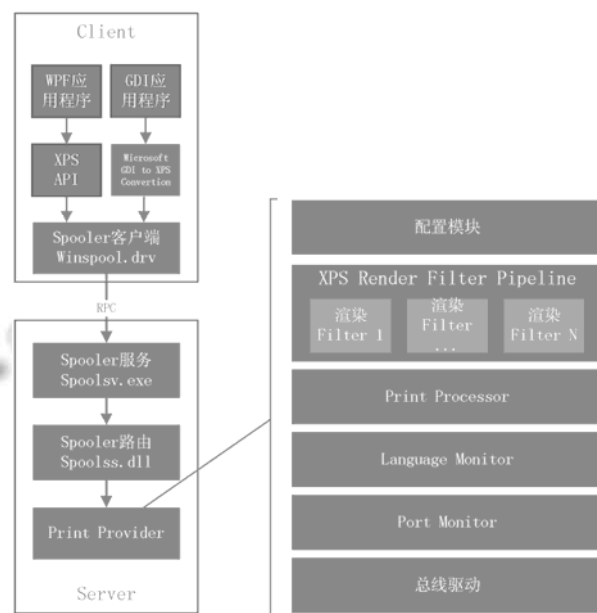 Client
WPF应
用程序
GDI应
用程序
XPS
API
Microsoft
GDI to XPS
Convertion
Spooler客户端
Winspool.drv
RPC
Spooler服务
Spoolsv.exe
Spooler路由
Spoolss.dll
Print Provider
Server
配置模块
XPS Render Filter Pipeline
渲染
Filter 1
渲染
Filter
...
渲染
Filter N
Print Processor
Language Monitor
Port Monitor
总线驱动